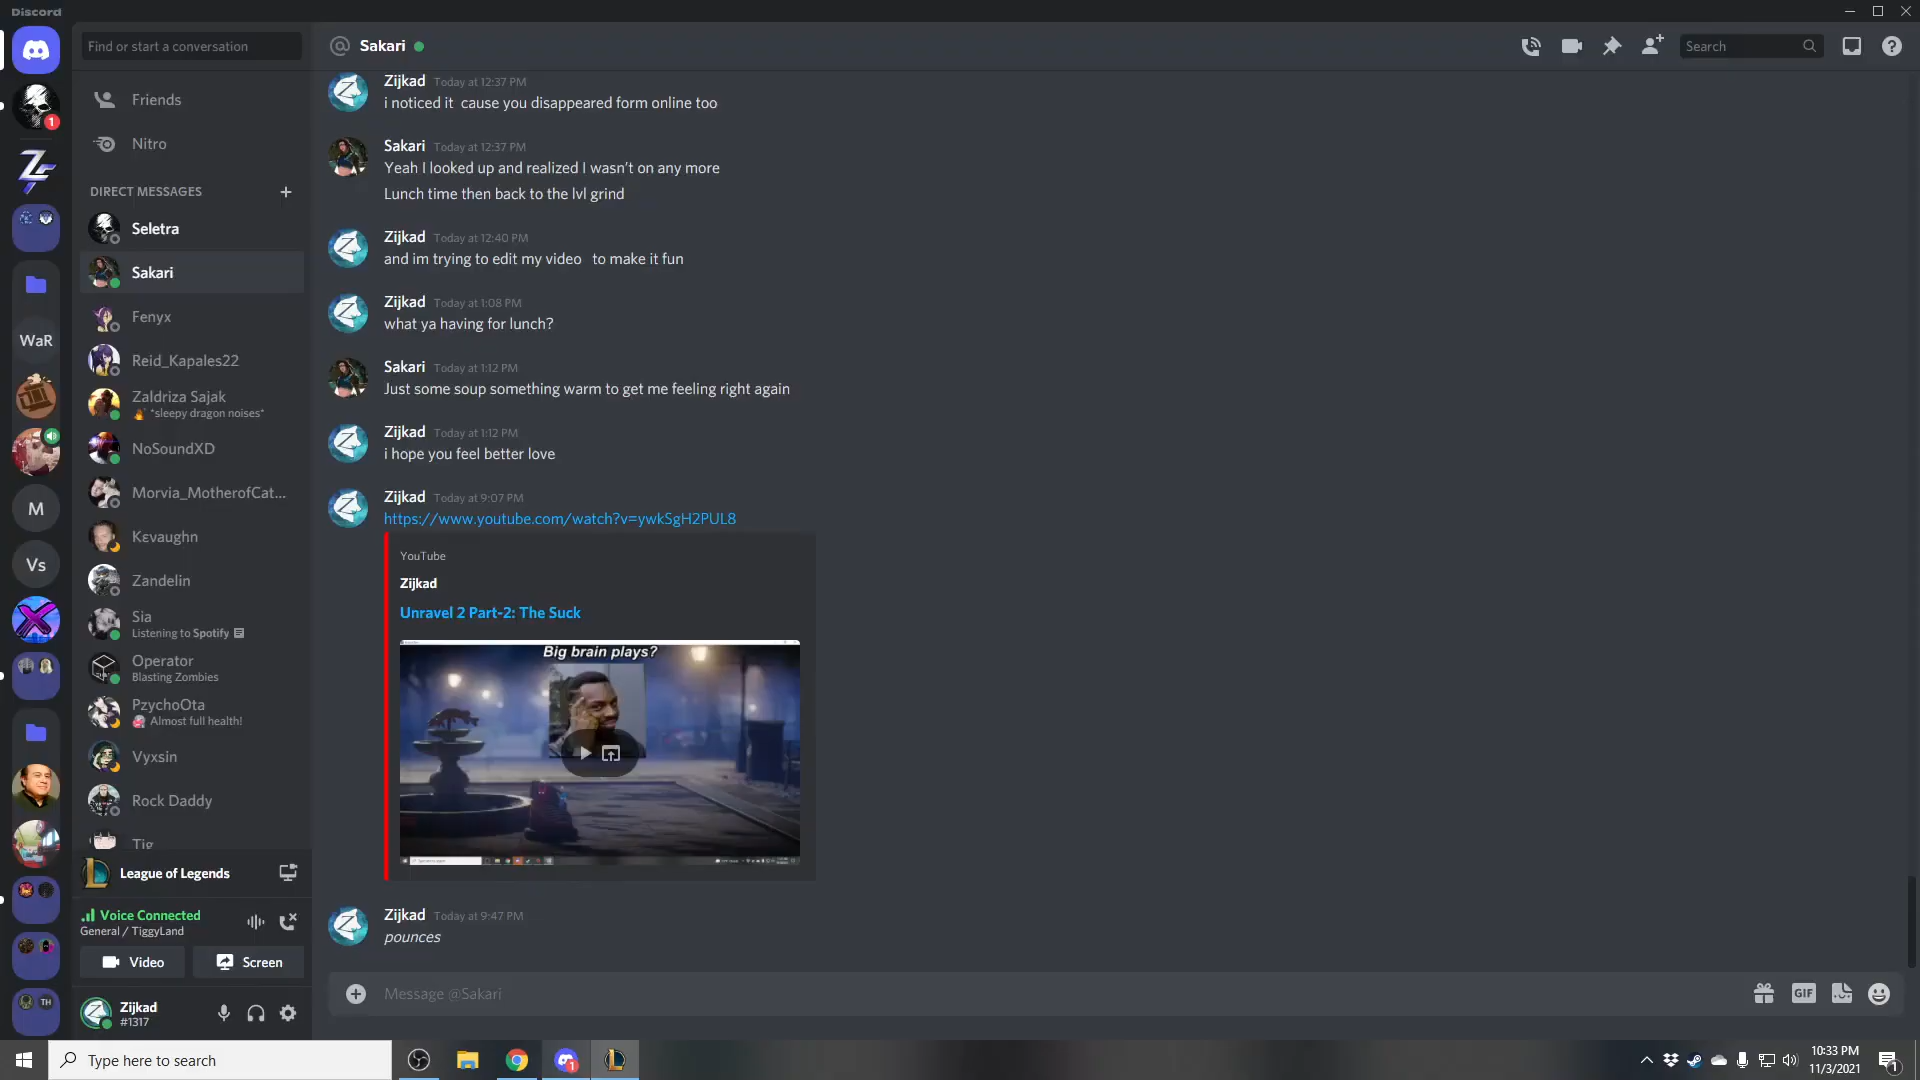 Discord
Find or start a conversation
Friends
Nitro
DIRECT MESSAGES
Seletra
Sakari
Fenyx
Reid_Kapales22
Zaldriza Sajak
*sleepy dragon noises*
NoSoundXD
Morvia_MotherofCat...
Kεvaughn
Zandelin
Sia
Listening to Spotify
Operator
Blasting Zombies
PzychoOta
Almost full health!
Vyxsin
Rock Daddy
Tig
League of Legends
Voice Connected
General / TiggyLand
Video
Screen
Zijkad
#1317
1
WaR
M
Vs
TH
Sakari
Search
Zijkad Today at 12:37 PM
i noticed it cause you disappeared form online too
Sakari Today at 12:37 PM
Yeah I looked up and realized I wasn't on any more
Lunch time then back to the lvl grind
Zijkad Today at 12:40 PM
and im trying to edit my video to make it fun
Zijkad Today at 1:08 PM
what ya having for lunch?
Sakari Today at 1:12 PM
Just some soup something warm to get me feeling right again
Zijkad Today at 1:12 PM
i hope you feel better love
Zijkad Today at 9:07 PM
https://www.youtube.com/watch?v=ywkSgH2PUL8
YouTube
Zijkad
Unravel 2 Part-2: The Suck
Big brain plays?
Zijkad Today at 9:47 PM
pounces
Message @Sakari
GIF
Type here to search
1
10:33 PM
11/3/2021
1